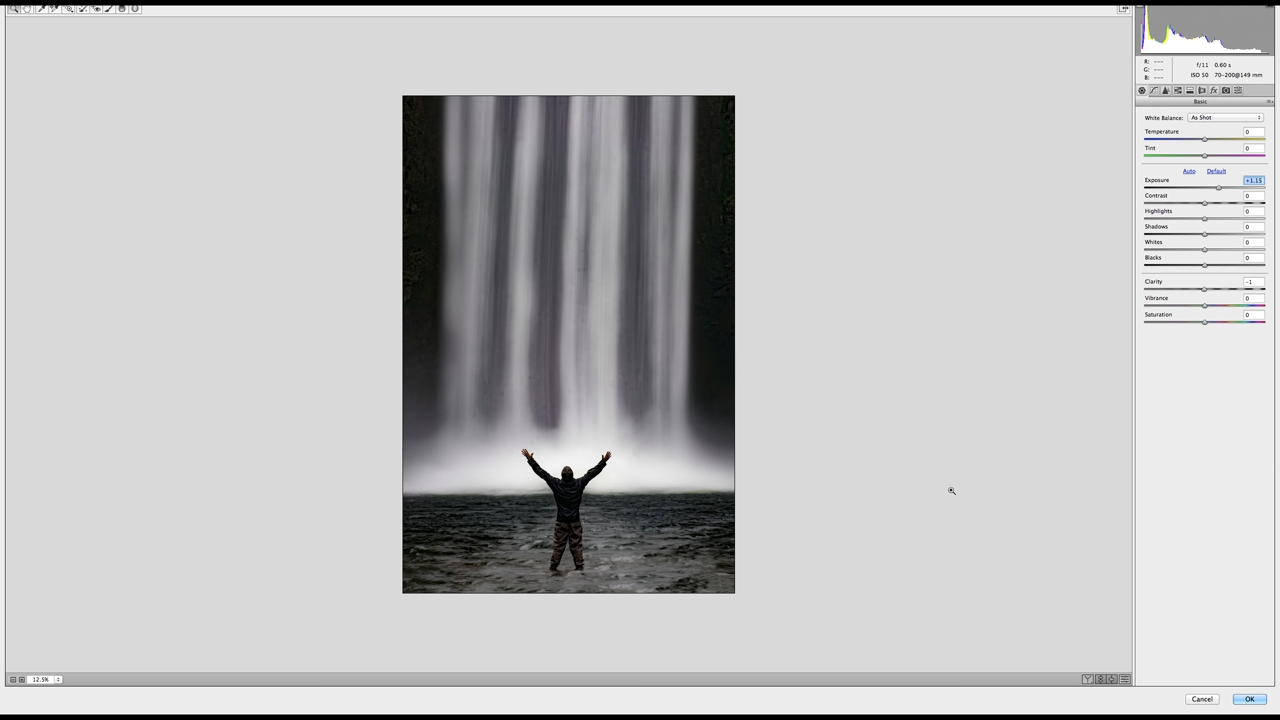 R: ---
G: ---
B: ---
f/11 0.60 s
ISO 50 70-200@149 mm
fx
Basic
White Balance: As Shot
Temperature 0
Tint 0
Auto Default
Exposure +1.15
Contrast 0
Highlights 0
Shadows 0
Whites 0
Blacks 0
Clarity -1
Vibrance 0
Saturation 0
12.5%
Y
Cancel OK